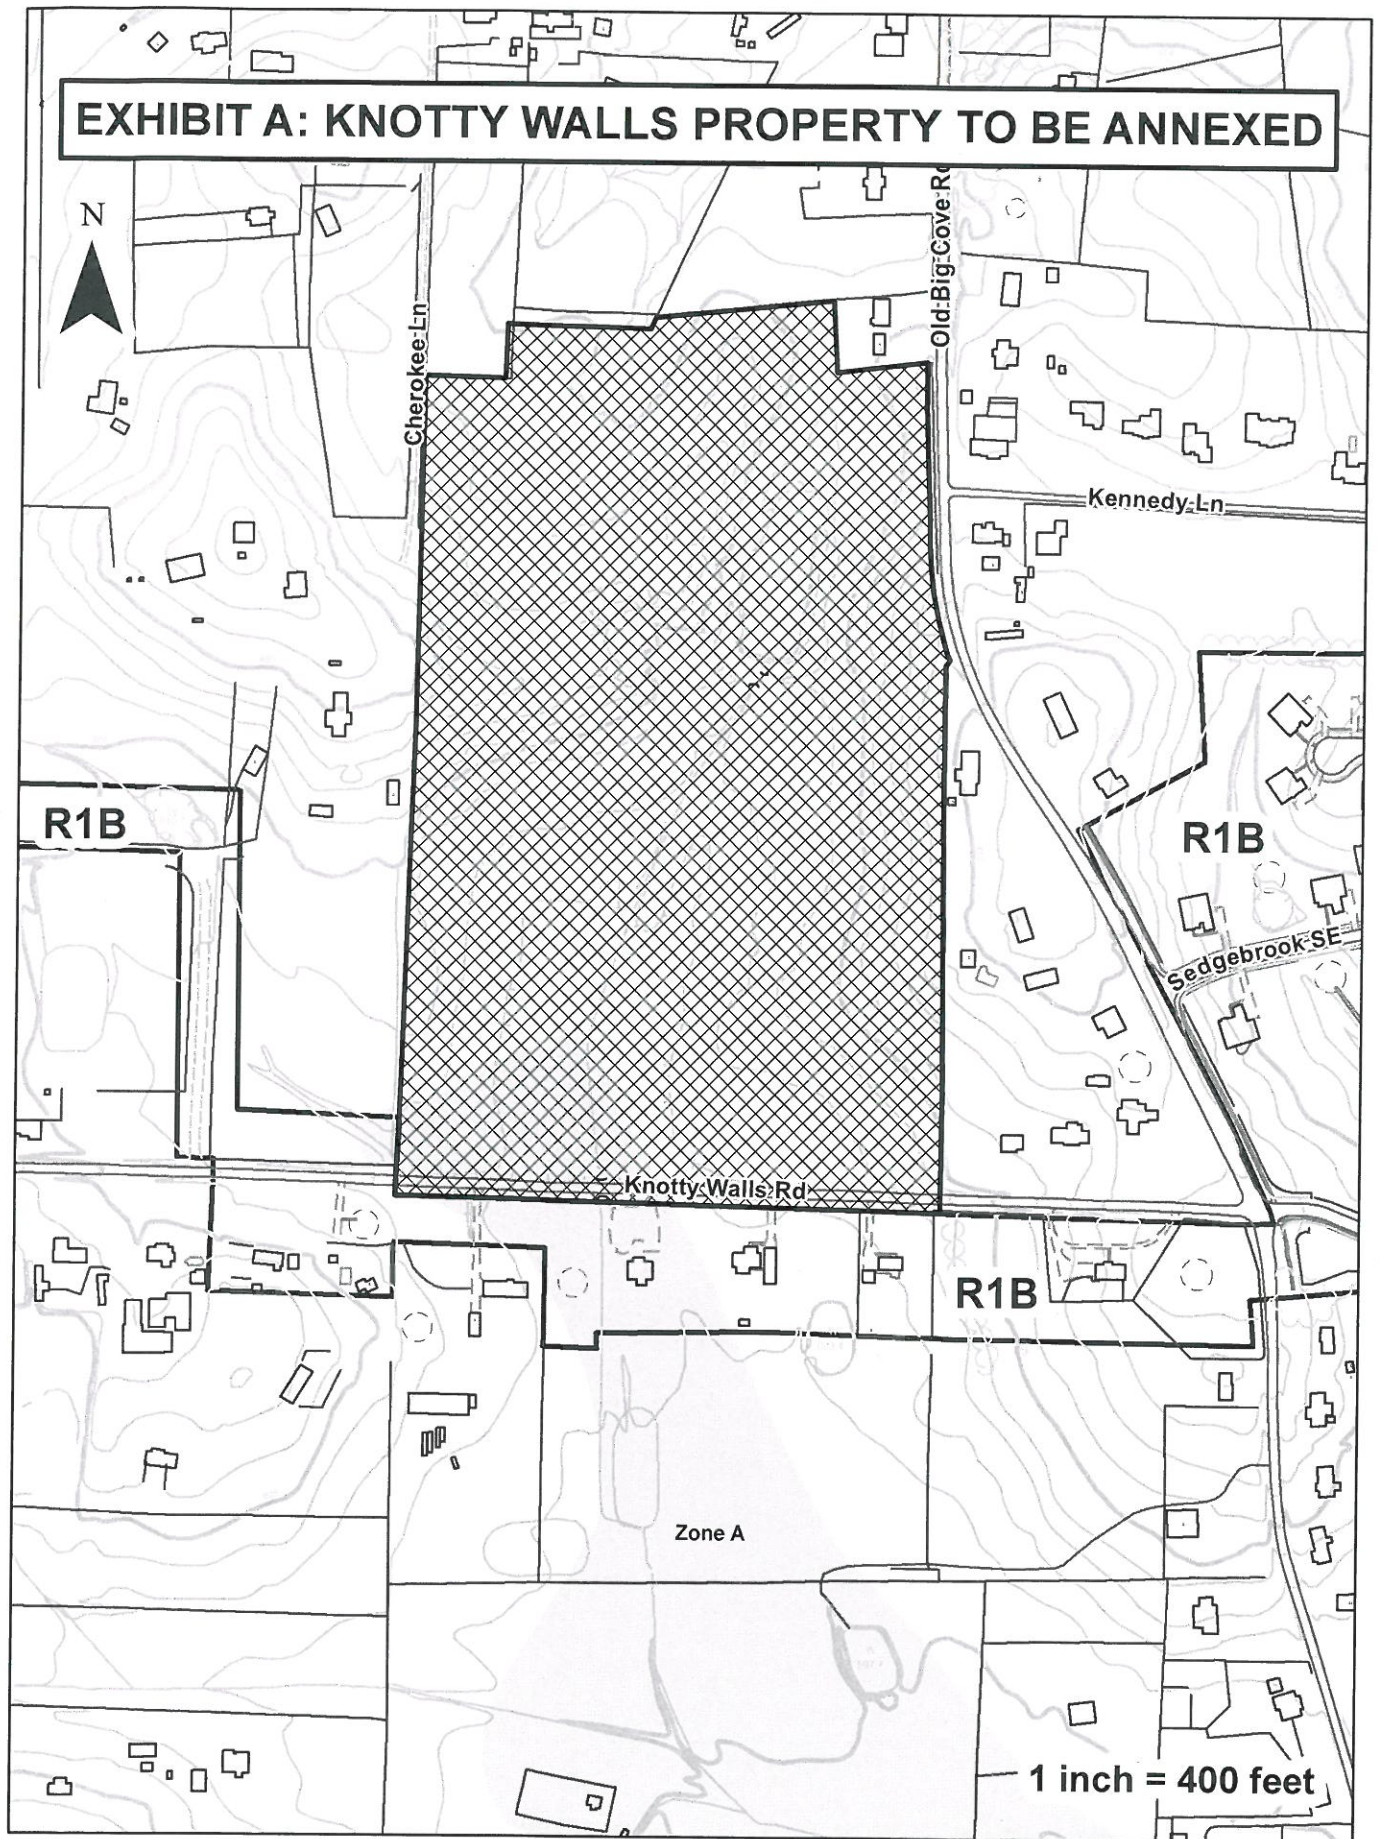 EXHIBIT A: KNOTTY WALLS PROPERTY TO BE ANNEXED
N
Old Big Cove Rd
Cherokee Ln
Kennedy Ln
R1B
R1B
Sedgebrook SE
Knotty Walls Rd
R1B
Zone A
1 inch = 400 feet